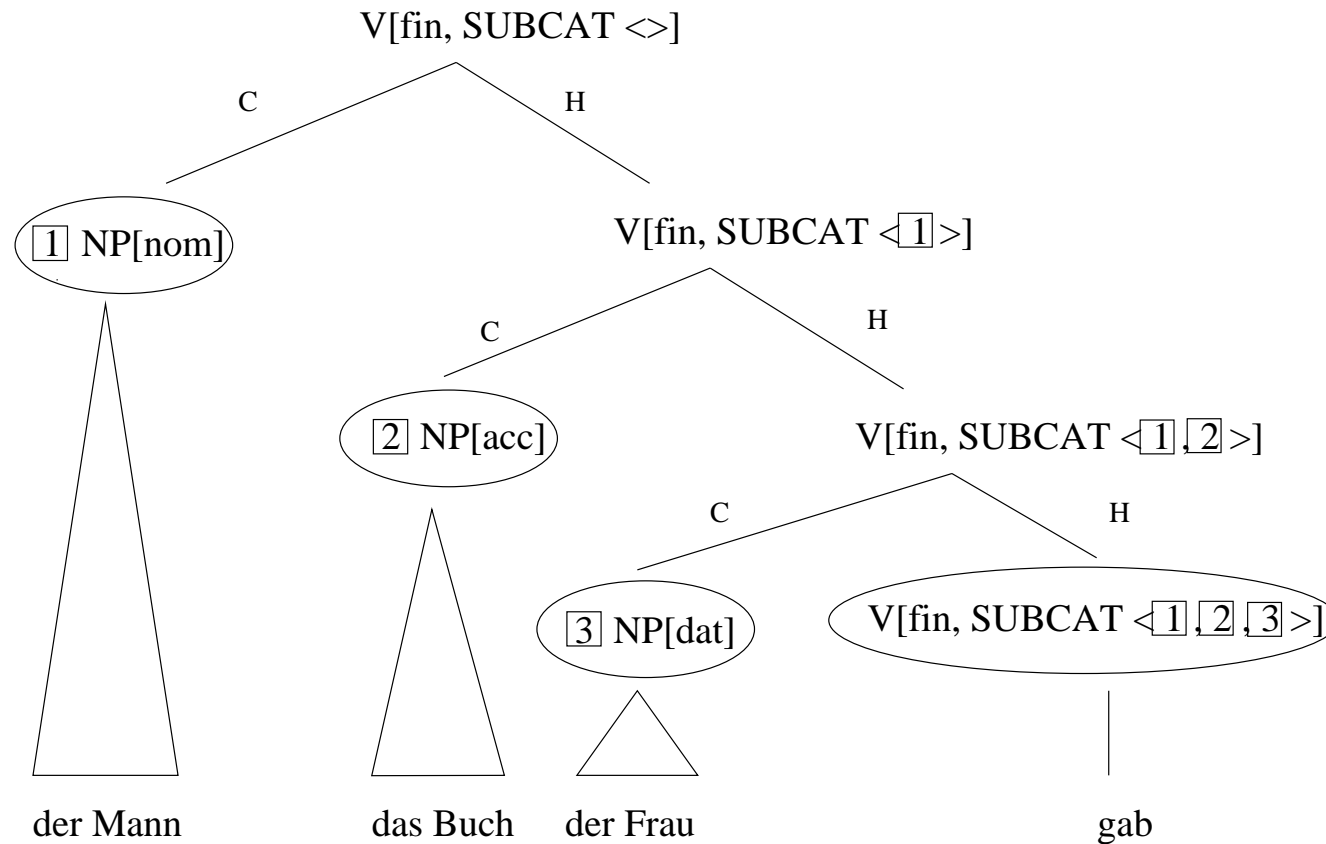 V[fin, SUBCAT <>]
C H
1 NP[nom] V[fin, SUBCAT <1>]
C H
2 NP[acc] V[fin, SUBCAT <1,2>]
C H
3 NP[dat] V[fin, SUBCAT <1,2,3>]
der Mann das Buch der Frau gab